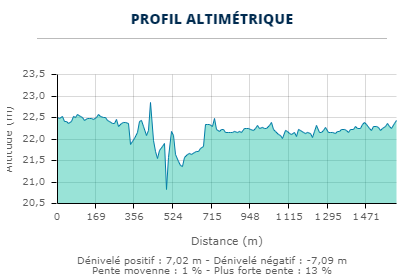 PROFIL ALTIMÉTRIQUE
Altitude (m)
23,5
23,0
22,5
22,0
21,5
21,0
20,5
0 169 356 524 715 948 1 115 1 295 1 471
Distance (m)
Dénivelé positif : 7,02 m - Dénivelé négatif : -7,09 m
Pente moyenne : 1 % - Plus forte pente : 13 %